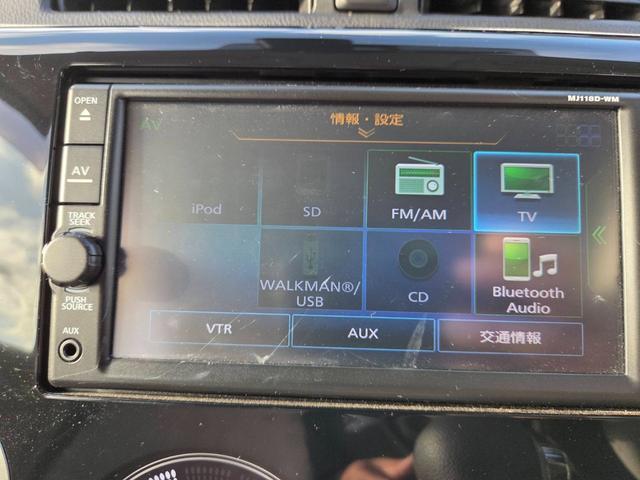 MJ118D-WM
OPEN
AV
TRACK
SEEK
PUSH
SOURCE
AUX
AV
情報・設定
iPod
SD
FM/AM
TV
WALKMAN®/
USB
CD
Bluetooth
Audio
VTR
AUX
交通情報